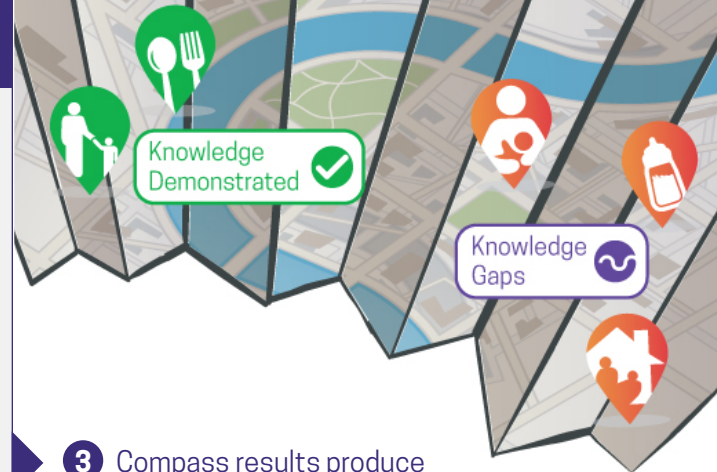 Knowledge
Demonstrated
Knowledge
Gaps
3 Compass results produce